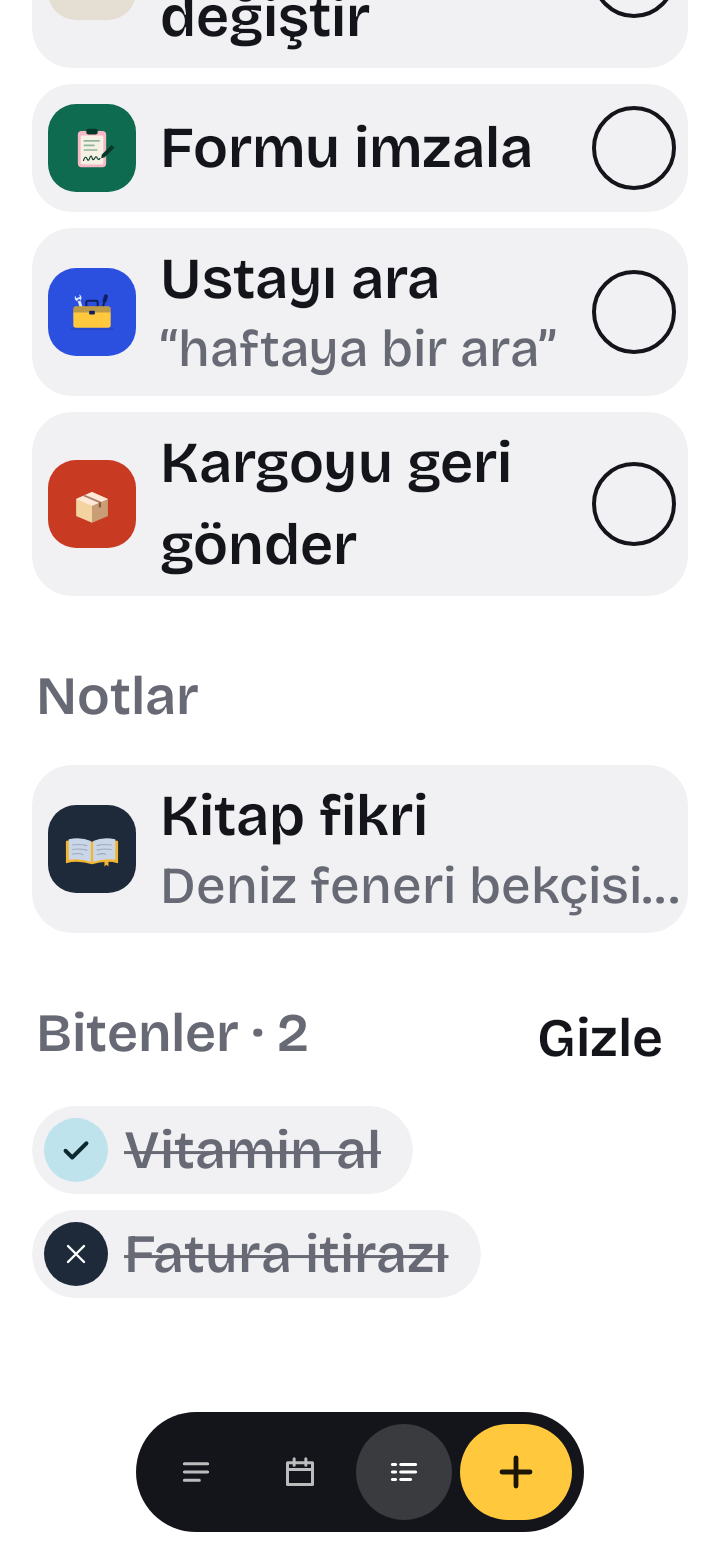 değiştir
Formu imzala
Ustayı ara
“haftaya bir ara”
Kargoyu geri
gönder
Notlar
Kitap fikri
Deniz feneri bekçisi...
Bitenler · 2
Gizle
Vitamin al
Fatura itirazı